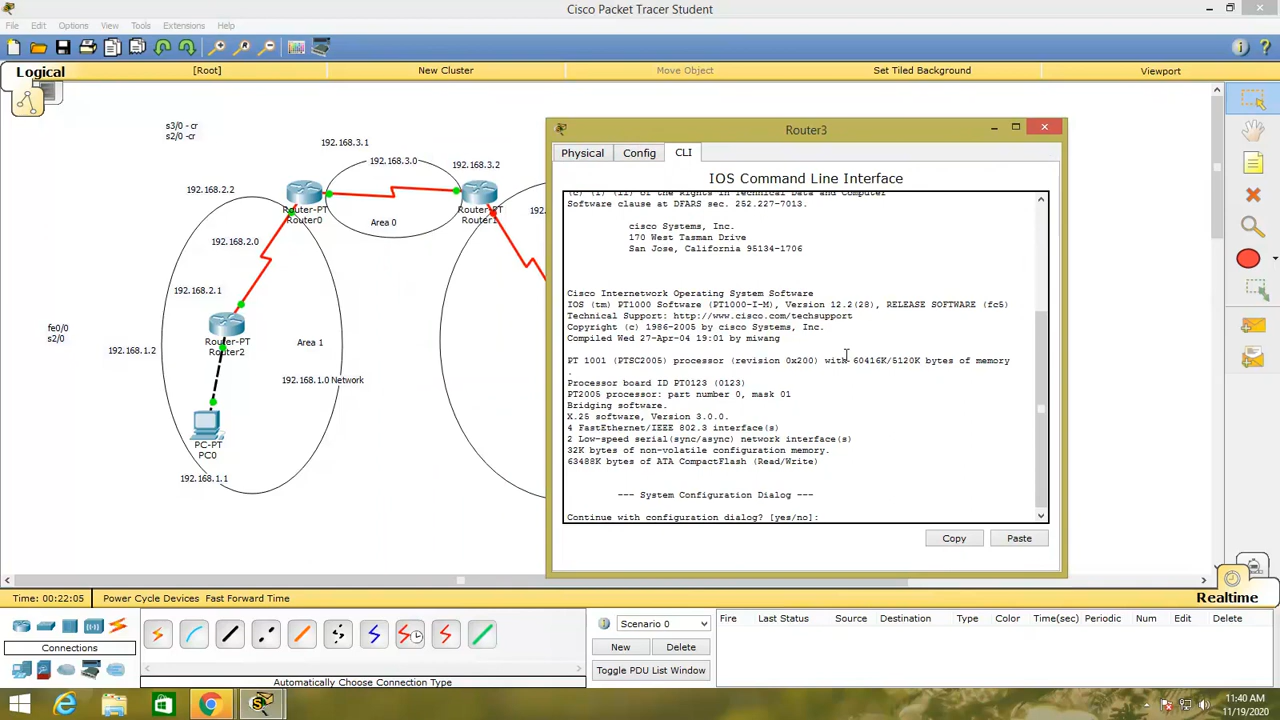 Cisco Packet Tracer Student
File Edit Options View Tools Extensions Help
Logical
[Root]
New Cluster
Move Object
Set Tiled Background
Viewport
s3/0 - cr
s2/0 -cr
192.168.3.1
192.168.3.0
192.168.3.2
192.168.2.2
Router-PT
Router0
Router-PT
Router1
Area 0
192.168.2.0
192.168.2.1
fe0/0
s2/0
Router-PT
Router2
Area 1
192.168.1.2
192.168.1.0 Network
PC-PT
PC0
192.168.1.1
Router3
Physical
Config
CLI
IOS Command Line Interface
Software clause at DFARS sec. 252.227-7013.
cisco Systems, Inc.
170 West Tasman Drive
San Jose, California 95134-1706
Cisco Internetwork Operating System Software
IOS (tm) PT1000 Software (PT1000-I-M), Version 12.2(28), RELEASE SOFTWARE (fc5)
Technical Support: http://www.cisco.com/techsupport
Copyright (c) 1986-2005 by cisco Systems, Inc.
Compiled Wed 27-Apr-04 19:01 by miwang
PT 1001 (PTSC2005) processor (revision 0x200) with 60416K/5120K bytes of memory
.
Processor board ID PT0123 (0123)
PT2005 processor: part number 0, mask 01
Bridging software.
X.25 software, Version 3.0.0.
4 FastEthernet/IEEE 802.3 interface(s)
2 Low-speed serial(sync/async) network interface(s)
32K bytes of non-volatile configuration memory.
63488K bytes of ATA CompactFlash (Read/Write)
--- System Configuration Dialog ---
Continue with configuration dialog? [yes/no]:
Copy
Paste
Time: 00:22:05
Power Cycle Devices Fast Forward Time
Realtime
Connections
Automatically Choose Connection Type
Scenario 0
New
Delete
Toggle PDU List Window
Fire Last Status Source Destination Type Color Time(sec) Periodic Num Edit Delete
11:40 AM
11/19/2020